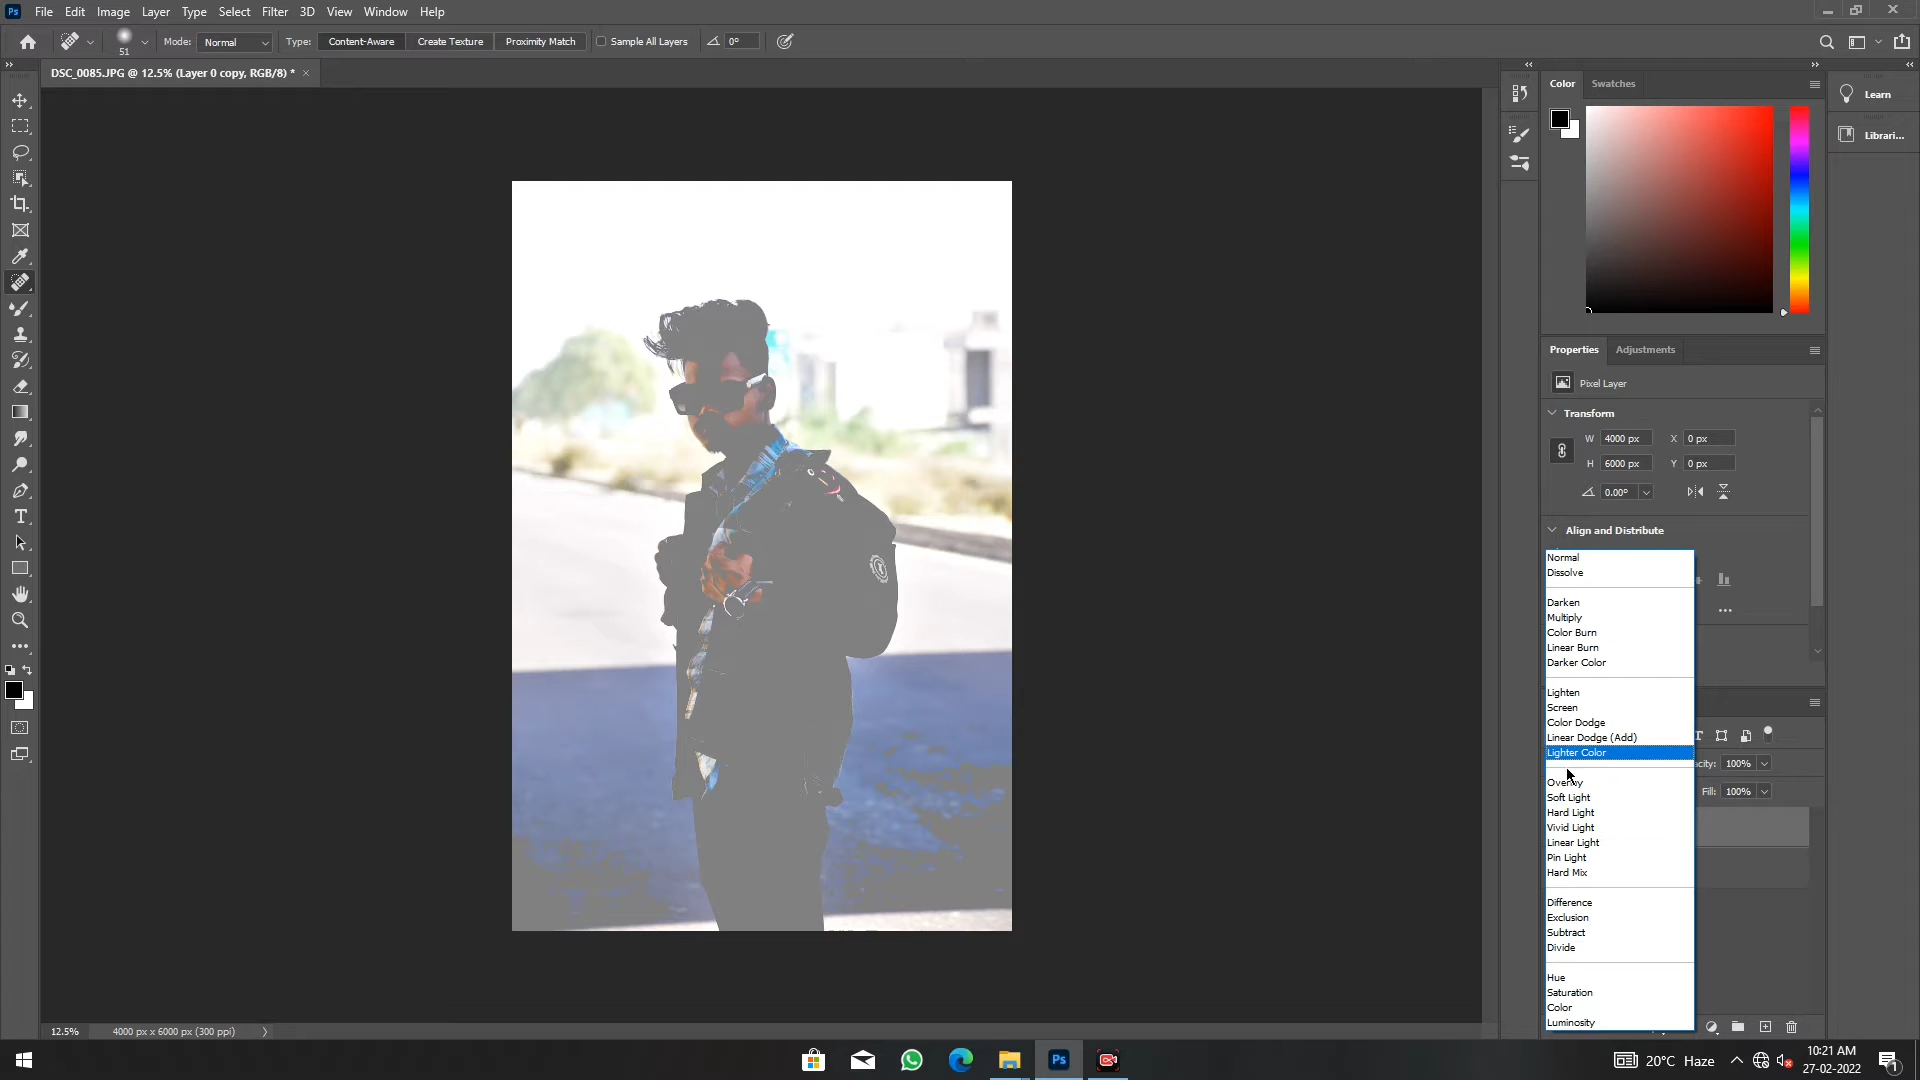 Ps File Edit Image Layer Type Select Filter 3D View Window Help
51 Mode: Normal Type: Content-Aware Create Texture Proximity Match Sample All Layers 0°
DSC_0085.JPG @ 12.5% (Layer 0 copy, RGB/8) * ×
Color Swatches
Learn
Librari...
Properties Adjustments
Pixel Layer
Transform
W 4000 px X 0 px
H 6000 px Y 0 px
0.00°
Align and Distribute
Normal
Dissolve
Darken
Multiply
Color Burn
Linear Burn
Darker Color
Lighten
Screen
Color Dodge
Linear Dodge (Add)
Lighter Color
Overlay
Soft Light
Hard Light
Vivid Light
Linear Light
Pin Light
Hard Mix
Difference
Exclusion
Subtract
Divide
Hue
Saturation
Color
Luminosity
100%
Fill: 100%
12.5% 4000 px x 6000 px (300 ppi)
Ps
20°C Haze
10:21 AM
27-02-2022
1